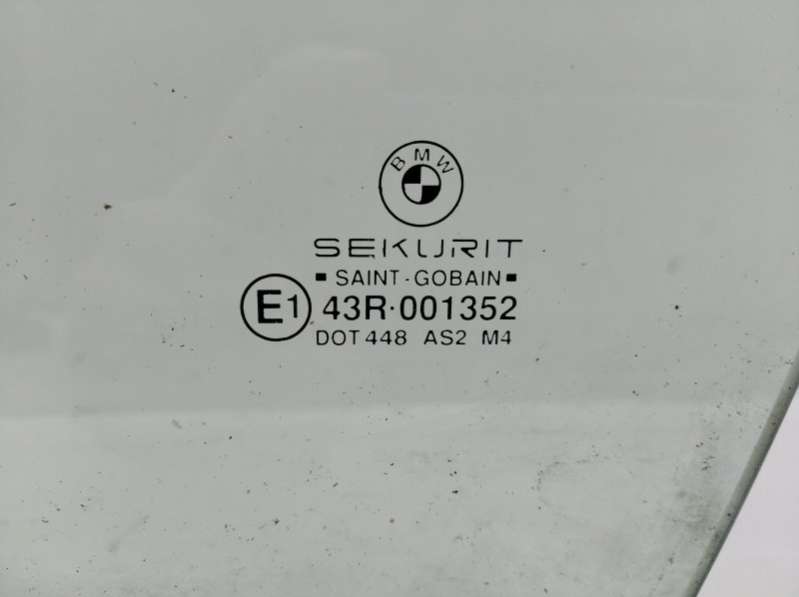 BMW
SEKURIT
▪ SAINT-GOBAIN ▪
E1 43R·001352
DOT 448 AS2 M4